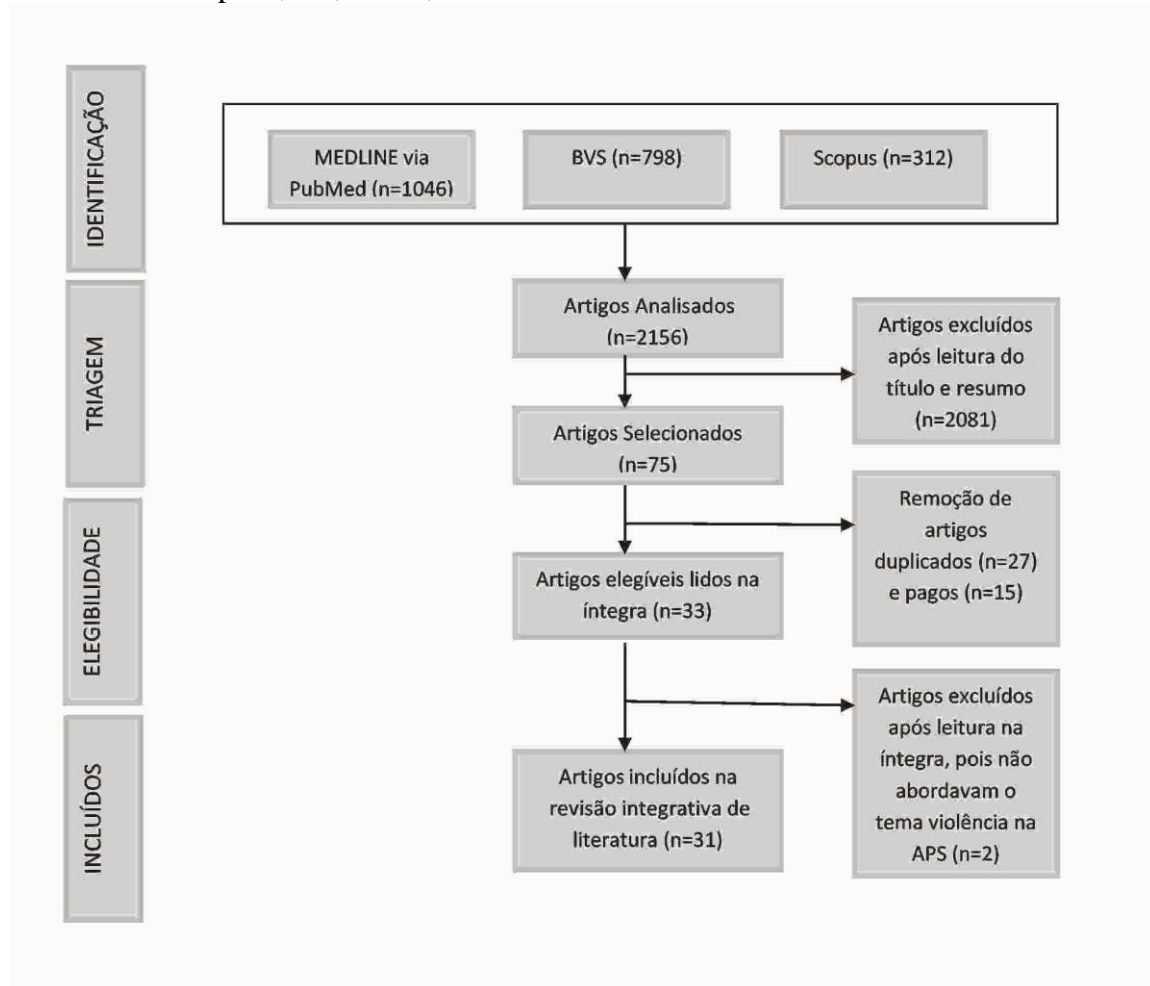 IDENTIFICAÇÃO
MEDLINE via
PubMed (n=1046)
BVS (n=798)
Scopus (n=312)
TRIAGEM
Artigos Analisados
(n=2156)
Artigos excluídos
após leitura do
título e resumo
(n=2081)
Artigos Selecionados
(n=75)
ELEGIBILIDADE
Remoção de
artigos
duplicados (n=27)
e pagos (n=15)
Artigos elegíveis lidos na
íntegra (n=33)
INCLUÍDOS
Artigos excluídos
após leitura na
íntegra, pois não
abordavam o
tema violência na
APS (n=2)
Artigos incluídos na
revisão integrativa de
literatura (n=31)